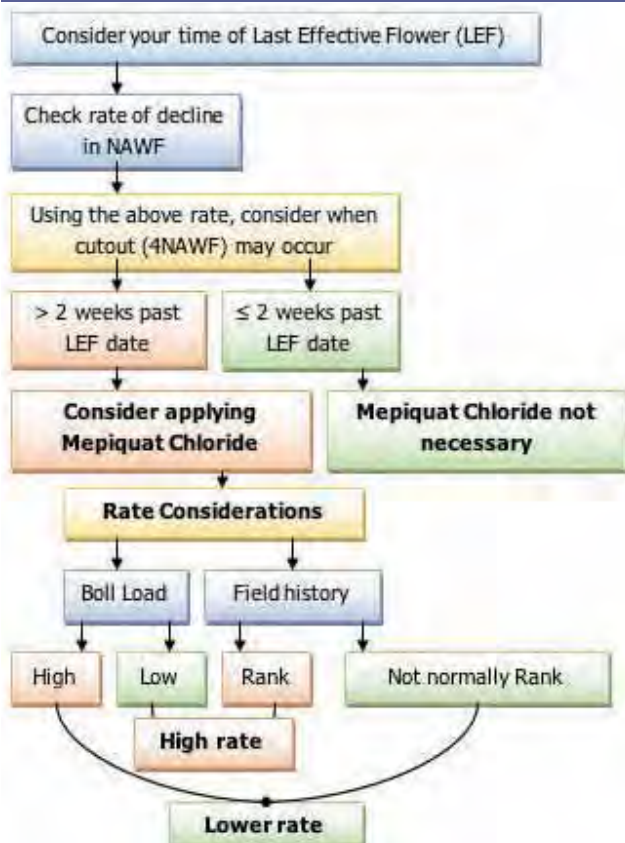 Consider your time of Last Effective Flower (LEF)
Check rate of decline
in NAWF
Using the above rate, consider when
cutout (4NAWF) may occur
> 2 weeks past
LEF date
≤ 2 weeks past
LEF date
Consider applying
Mepiquat Chloride
Mepiquat Chloride not
necessary
Rate Considerations
Boll Load
Field history
High
Low
Rank
Not normally Rank
High rate
Lower rate